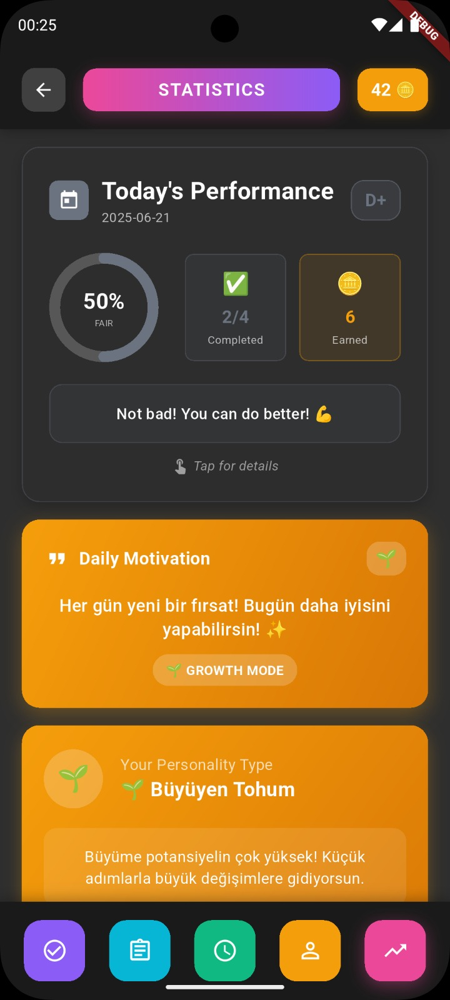 00:25
DEBUG
STATISTICS
42
Today's Performance
2025-06-21
D+
50%
FAIR
2/4
Completed
6
Earned
Not bad! You can do better! 💪
Tap for details
Daily Motivation
Her gün yeni bir fırsat! Bugün daha iyisini
yapabilirsin! ✨
🌱 GROWTH MODE
Your Personality Type
🌱 Büyüyen Tohum
Büyüme potansiyelin çok yüksek! Küçük
adımlarla büyük değişimlere gidiyorsun.